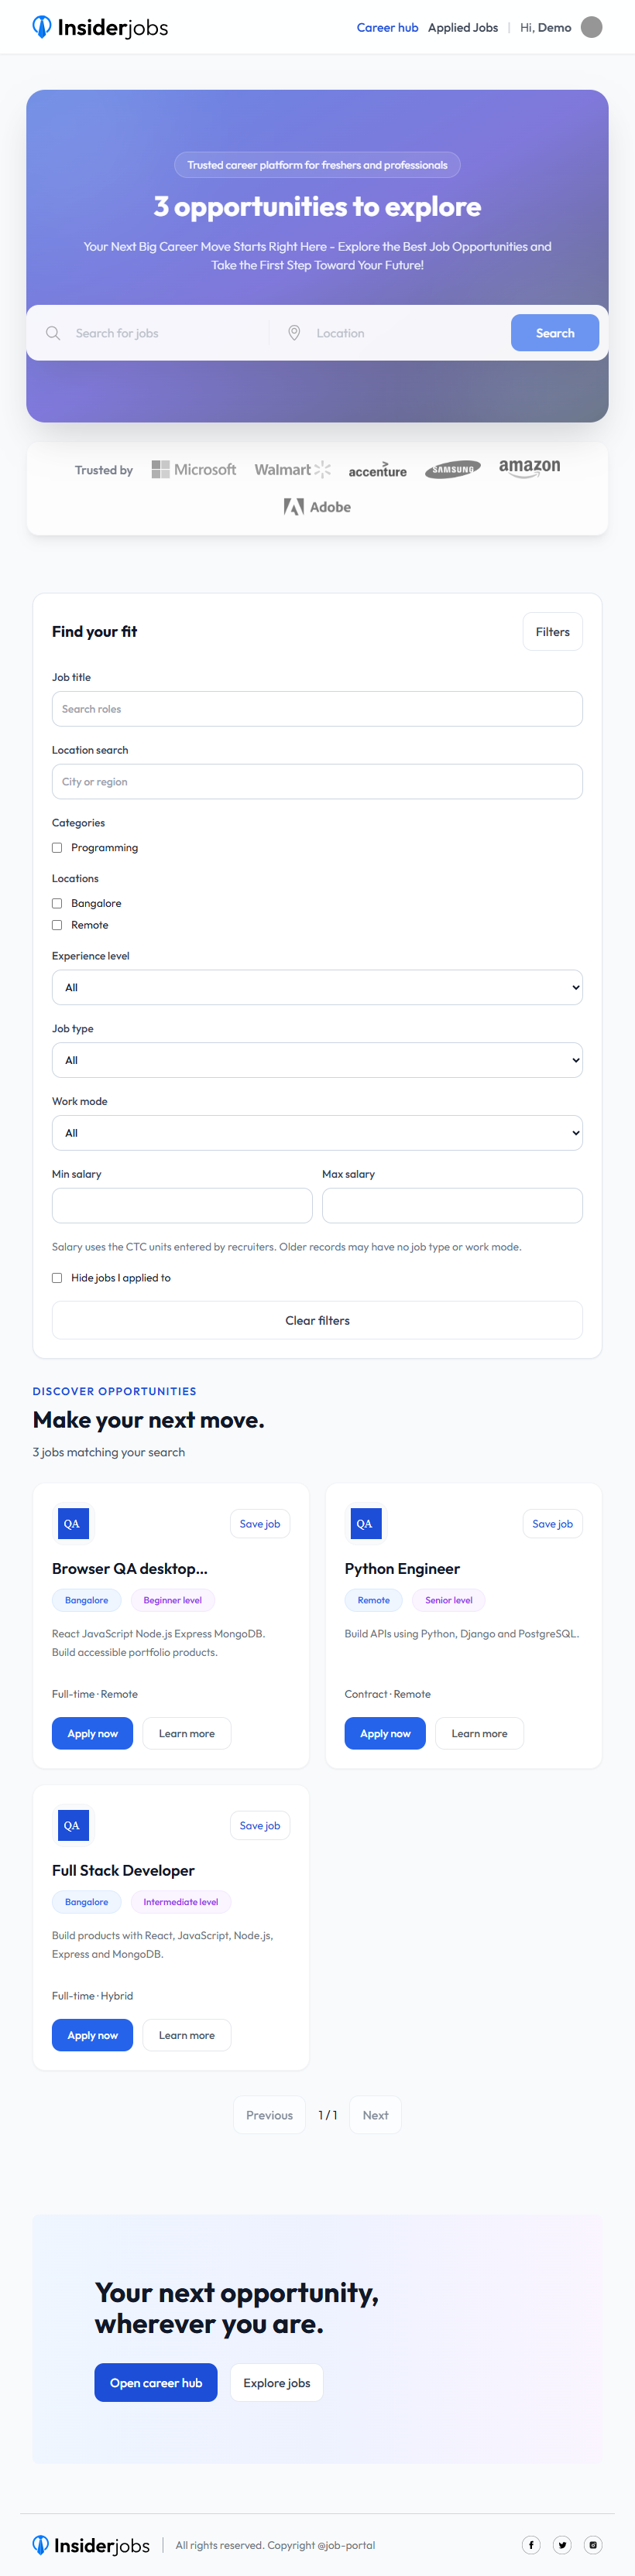 Insiderjobs
Career hub Applied Jobs | Hi, Demo
Trusted career platform for freshers and professionals
3 opportunities to explore
Your Next Big Career Move Starts Right Here - Explore the Best Job Opportunities and
Take the First Step Toward Your Future!
Search for jobs
Location
Search
Trusted by
Microsoft
Walmart
accenture
SAMSUNG
amazon
Adobe
Find your fit
Filters
Job title
Search roles
Location search
City or region
Categories
Programming
Locations
Bangalore
Remote
Experience level
All
Job type
All
Work mode
All
Min salary
Max salary
Salary uses the CTC units entered by recruiters. Older records may have no job type or work mode.
Hide jobs I applied to
Clear filters
DISCOVER OPPORTUNITIES
Make your next move.
3 jobs matching your search
QA
Save job
Browser QA desktop...
Bangalore
Beginner level
React JavaScript Node.js Express MongoDB.
Build accessible portfolio products.
Full-time · Remote
Apply now
Learn more
QA
Save job
Python Engineer
Remote
Senior level
Build APIs using Python, Django and PostgreSQL.
Contract · Remote
Apply now
Learn more
QA
Save job
Full Stack Developer
Bangalore
Intermediate level
Build products with React, JavaScript, Node.js,
Express and MongoDB.
Full-time · Hybrid
Apply now
Learn more
Previous
1 / 1
Next
Your next opportunity,
wherever you are.
Open career hub
Explore jobs
Insiderjobs
All rights reserved. Copyright @job-portal